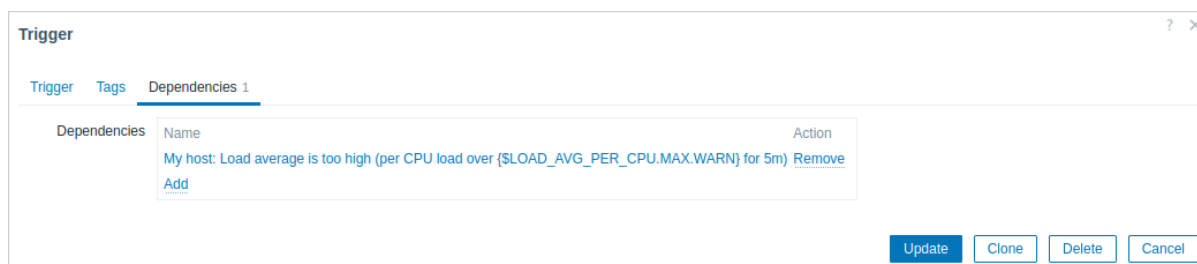 Trigger ? ×
Trigger Tags Dependencies 1
Dependencies Name Action
My host: Load average is too high (per CPU load over {$LOAD_AVG_PER_CPU.MAX.WARN} for 5m) Remove
Add
Update Clone Delete Cancel